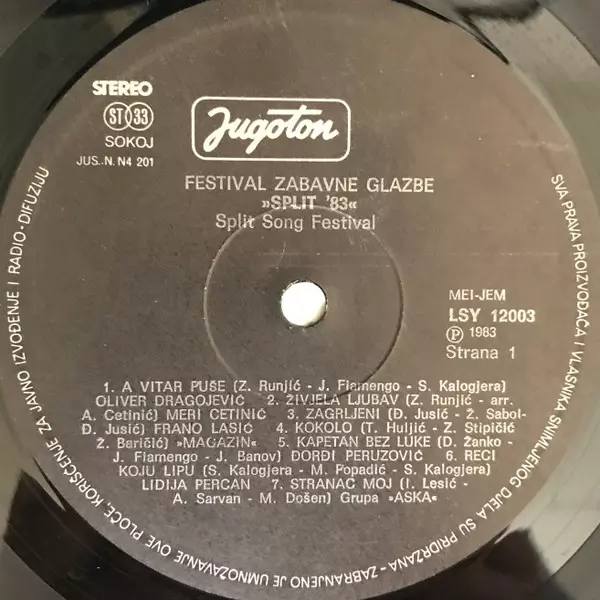 STEREO
ST 33
SOKOJ
JUS.-N. N4 201
Jugoton
FESTIVAL ZABAVNE GLAZBE
»SPLIT '83«
Split Song Festival
MEI-JEM
LSY 12003
Ⓟ 1983
Strana 1
1. A VITAR PUŠE (Z. Runjić - J. Fiamengo - S. Kalogjera)
OLIVER DRAGOJEVIĆ 2. ŽIVJELA LJUBAV (Z. Runjić - arr.
A. Cetinić) MERI CETINIĆ 3. ZAGRLJENI (Đ. Jusić - Ž. Sabol-
Đ. Jusić) FRANO LASIĆ 4. KOKOLO (T. Huljić - Z. Stipičić
Ž. Baričić) »MAGAZIN« 5. KAPETAN BEZ LUKE (D. Žanko -
J. Fiamengo - J. Banov) ĐORĐI PERUZOVIĆ 6. RECI
KOJU LIPU (S. Kalogjera - M. Popadić - S. Kalogjera)
LIDIJA PERCAN 7. STRANAC MOJ (I. Lesić -
A. Sarvan - M. Došen) Grupa »ASKA«
SVA PRAVA PROIZVOĐAČA I VLASNIKA SNIMLJENOG DJELA SU PRIDRŽANA - ZABRANJENO JE UMNOŽAVANJE OVE PLOČE, KORIŠĆENJE ZA JAVNO IZVOĐENJE I RADIO-DIFUZIJU